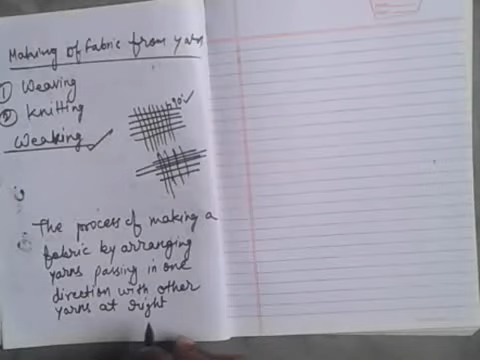 Making of Fabric from Yarn
① Weaving
② Knitting
Weaking
90°
The process of making a
fabric by arranging
yarns passing in one
direction with other
yarns at right